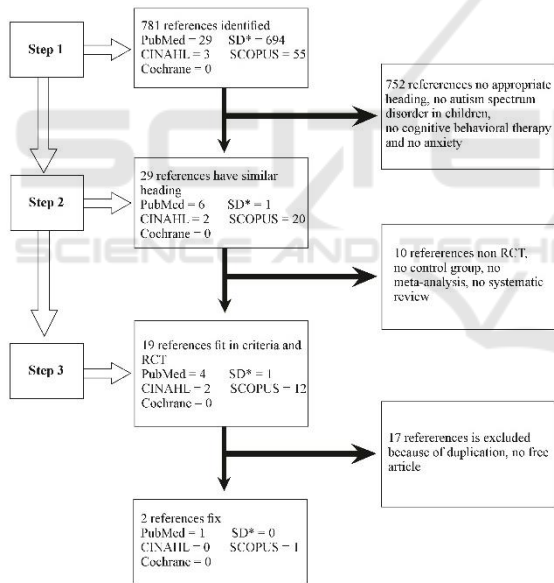 781 references identified
PubMed = 29 SD* = 694
CINAHL = 3 SCOPUS = 55
Cochrane = 0
Step 1
752 refererences no appropriate
heading, no autism spectrum
disorder in children,
no cognitive behavioral therapy
and no anxiety
29 references have similar
heading
PubMed = 6 SD* = 1
CINAHL = 2 SCOPUS = 20
Cochrane = 0
Step 2
SCIENCE AND TECHN
10 refererences non RCT,
no control group, no
meta-analysis, no systematic
review
19 references fit in criteria and
RCT
PubMed = 4 SD* = 1
CINAHL = 2 SCOPUS = 12
Cochrane = 0
Step 3
17 refererences is excluded
because of duplication, no free
article
2 references fix
PubMed = 1 SD* = 0
CINAHL = 0 SCOPUS = 1
Cochrane = 0